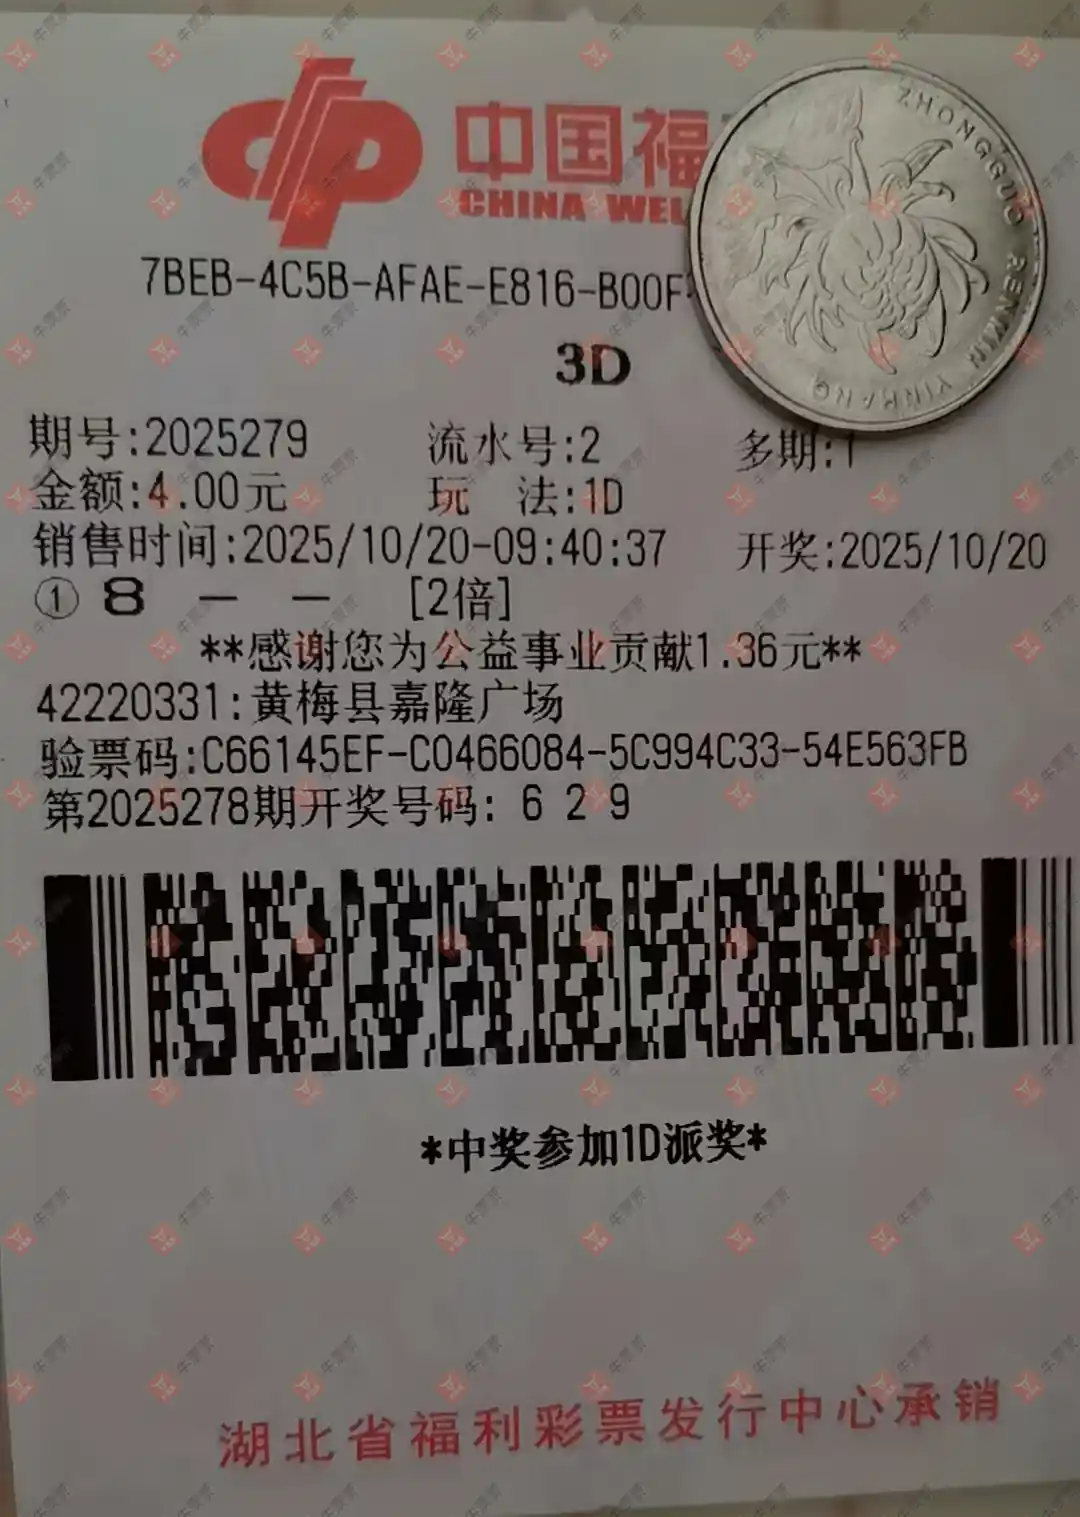 中国福
CHINA WEL
ZHONGGUO RENMIN YINHANG
7BEB-4C5B-AFAE-E816-B00F
3D
期号:2025279 流水号:2 多期:1
金额:4.00元 玩 法:1D
销售时间:2025/10/20-09:40:37 开奖:2025/10/20
① 8 － － [2倍]
**感谢您为公益事业贡献1.36元**
42220331:黄梅县嘉隆广场
验票码:C66145EF-C0466084-5C994C33-54E563FB
第2025278期开奖号码: 6 2 9
*中奖参加1D派奖*
湖北省福利彩票发行中心承销